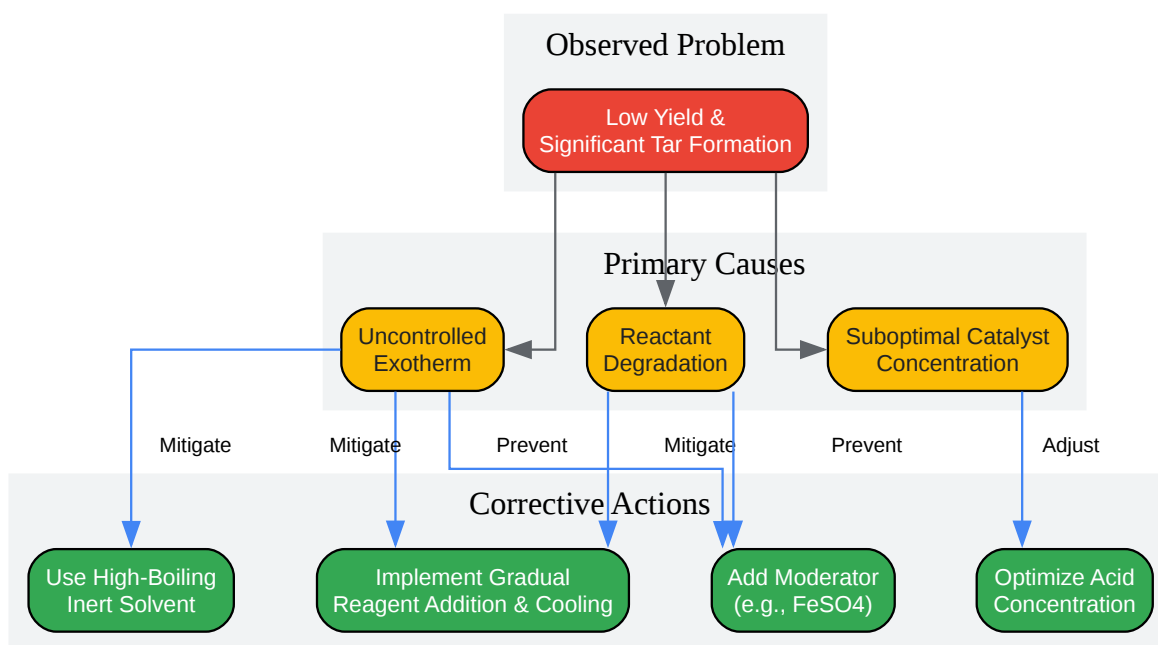 Observed Problem
Low Yield &
Significant Tar Formation
Primary Causes
Uncontrolled
Exotherm
Reactant
Degradation
Suboptimal Catalyst
Concentration
Mitigate
Mitigate
Prevent
Mitigate
Prevent
Adjust
Corrective Actions
Use High-Boiling
Inert Solvent
Implement Gradual
Reagent Addition & Cooling
Add Moderator
(e.g., FeSO4)
Optimize Acid
Concentration